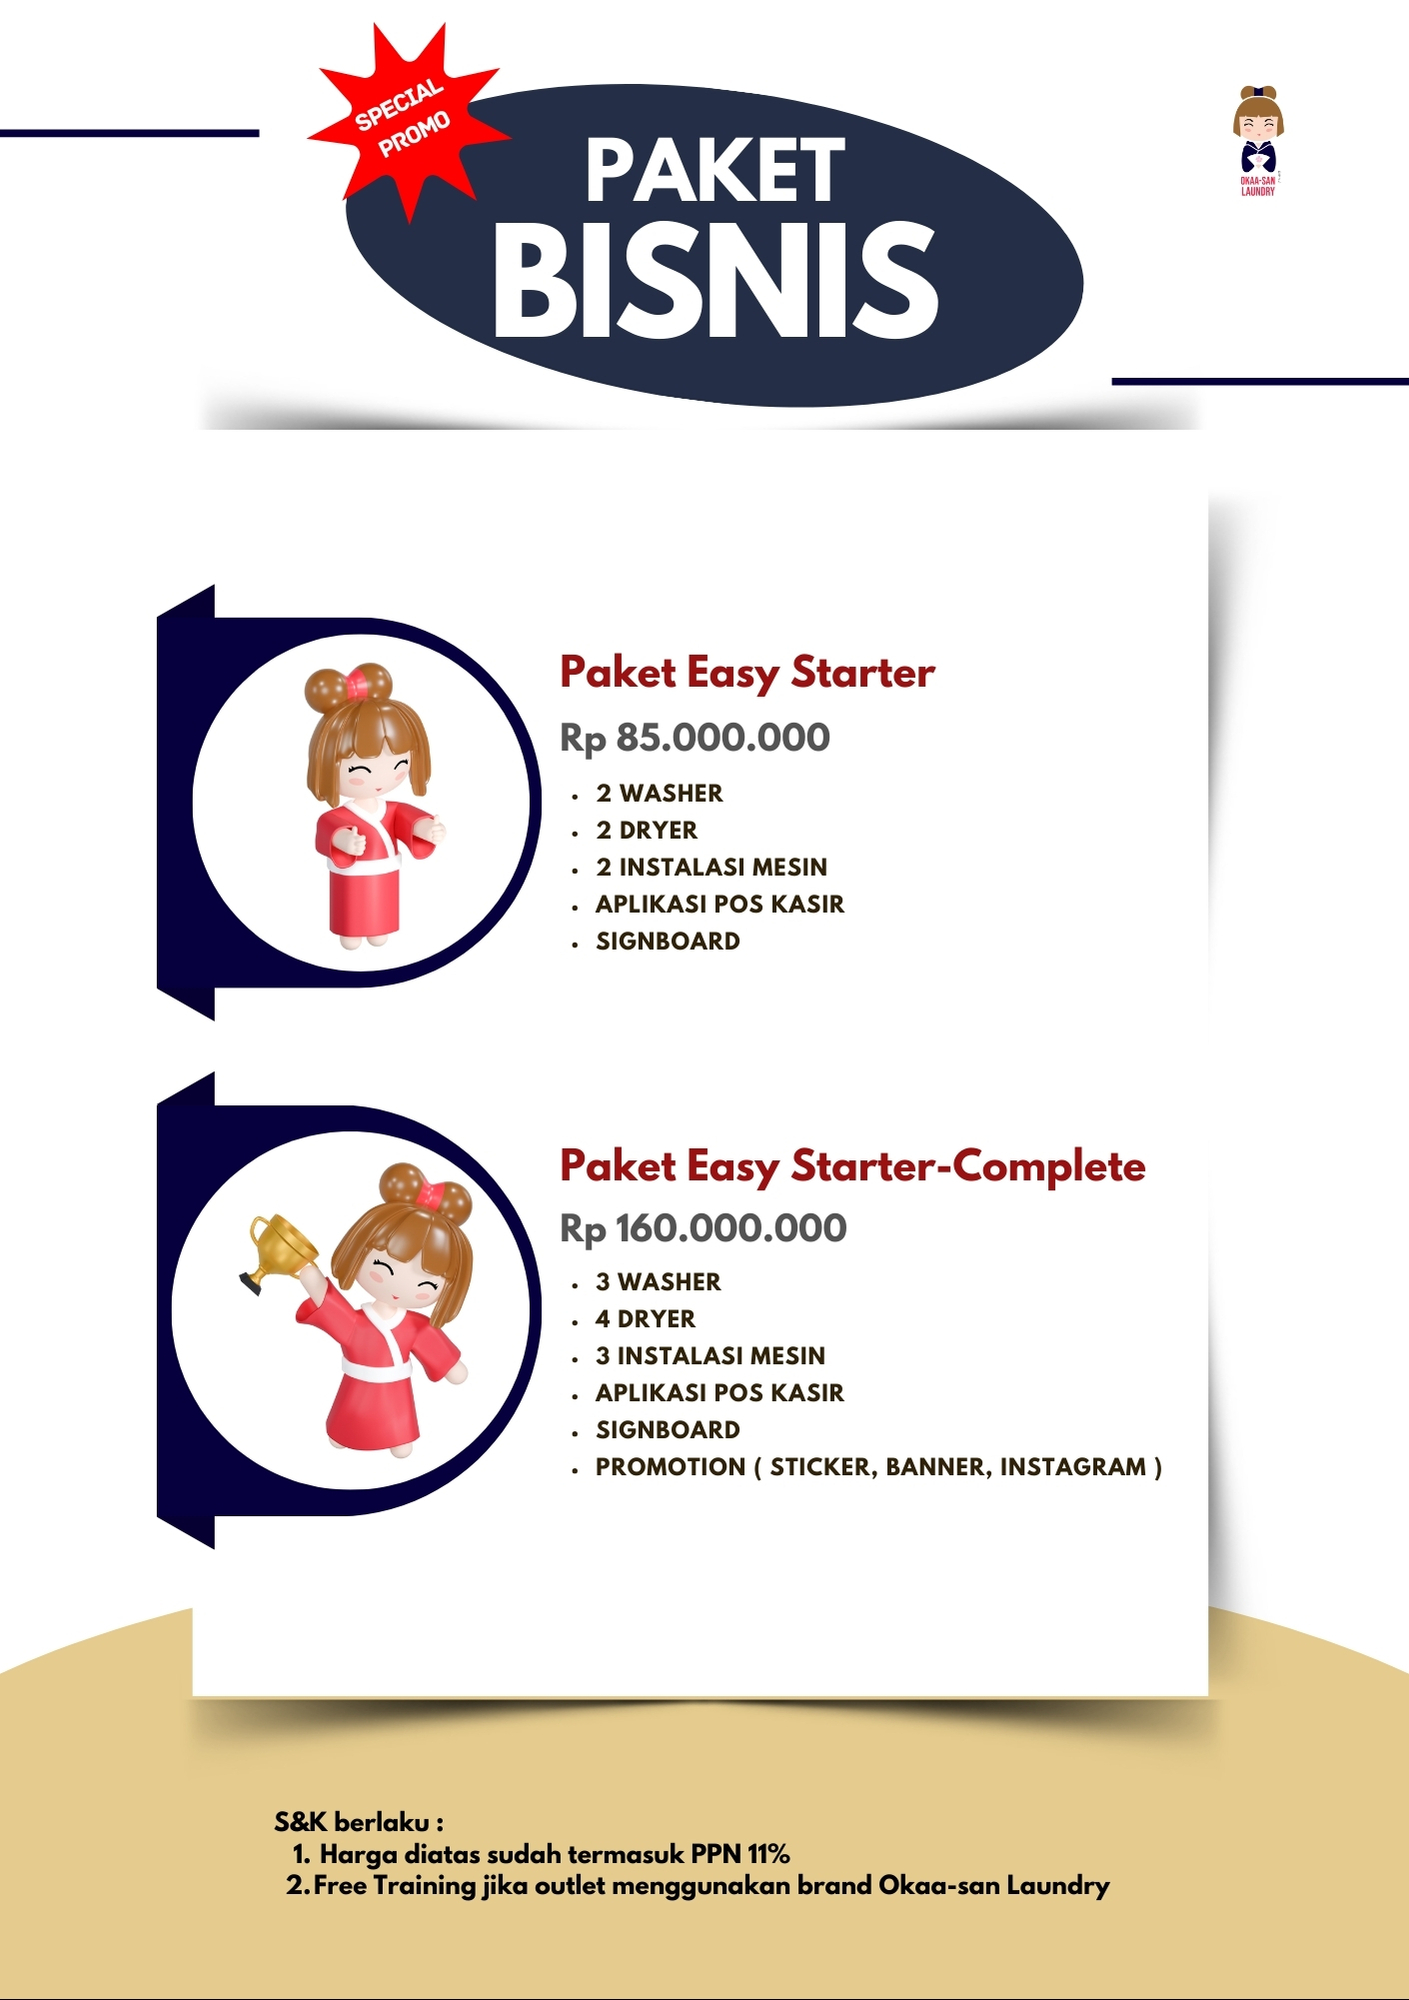 SPECIAL
PROMO
PAKET
BISNIS
OKAA-SAN
LAUNDRY
Paket Easy Starter
Rp 85.000.000
• 2 WASHER
• 2 DRYER
• 2 INSTALASI MESIN
• APLIKASI POS KASIR
• SIGNBOARD
Paket Easy Starter-Complete
Rp 160.000.000
• 3 WASHER
• 4 DRYER
• 3 INSTALASI MESIN
• APLIKASI POS KASIR
• SIGNBOARD
• PROMOTION ( STICKER, BANNER, INSTAGRAM )
S&K berlaku :
1. Harga diatas sudah termasuk PPN 11%
2. Free Training jika outlet menggunakan brand Okaa-san Laundry